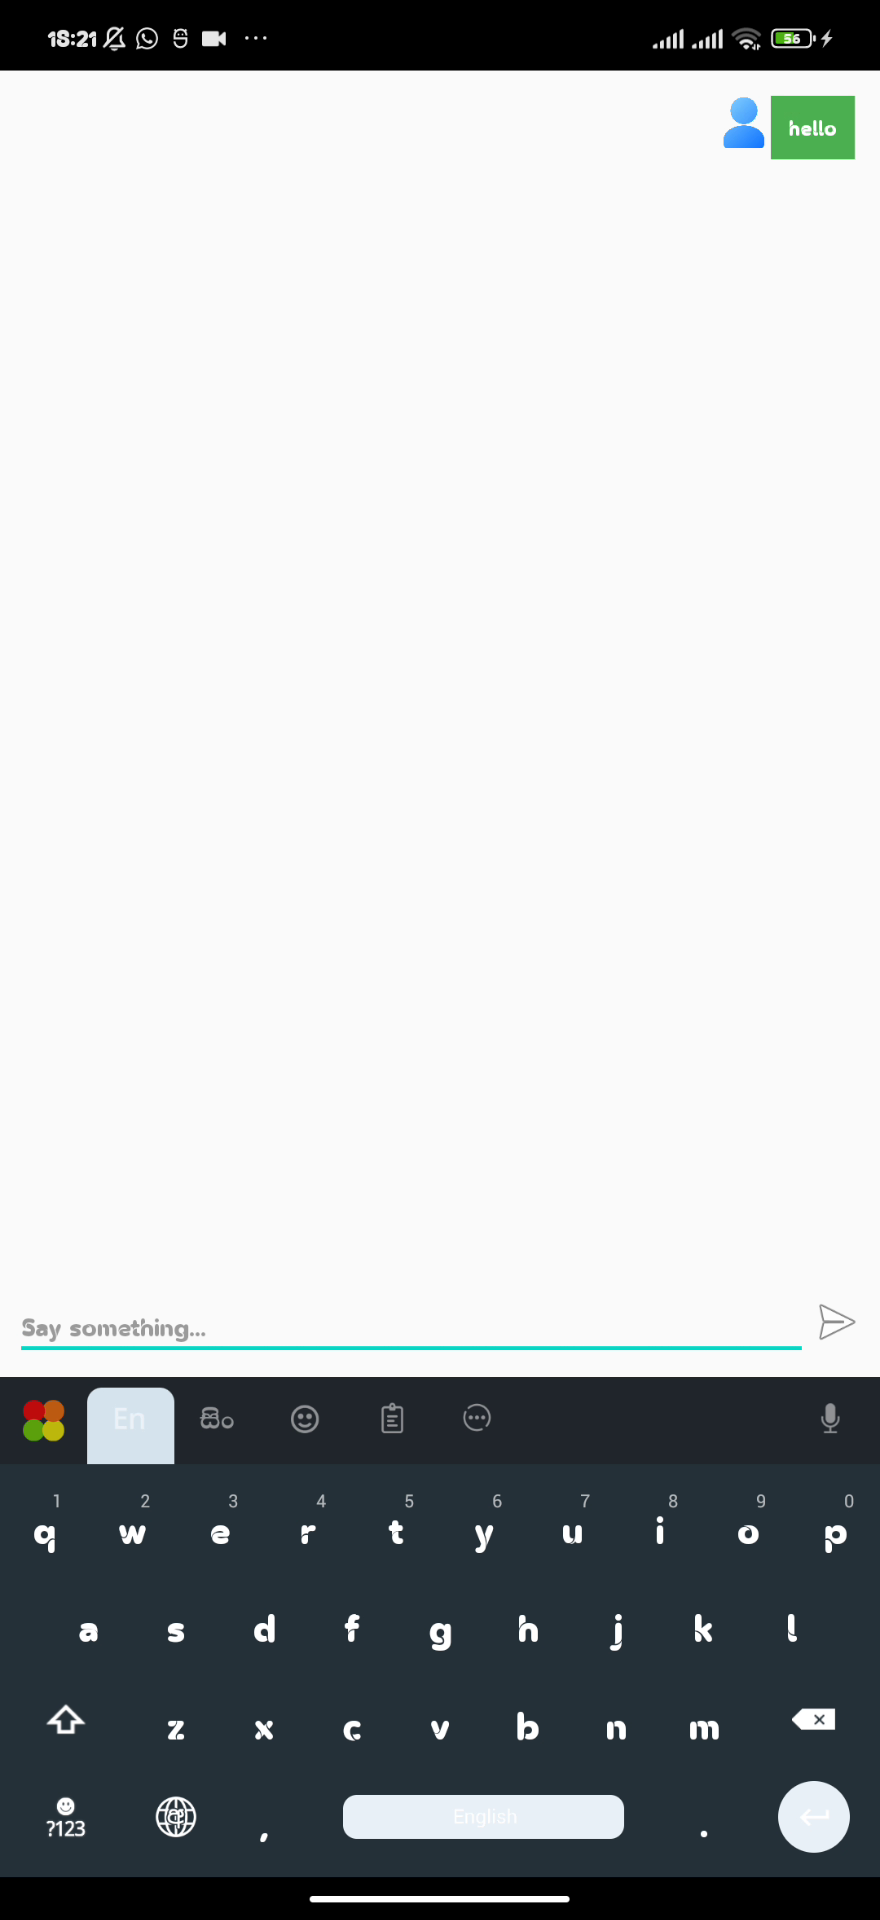 18:21 ... 56
hello
Say something...
En සිං
1 2 3 4 5 6 7 8 9 0
q w e r t y u i o p
a s d f g h j k l
z x c v b n m
?123 අ , English .